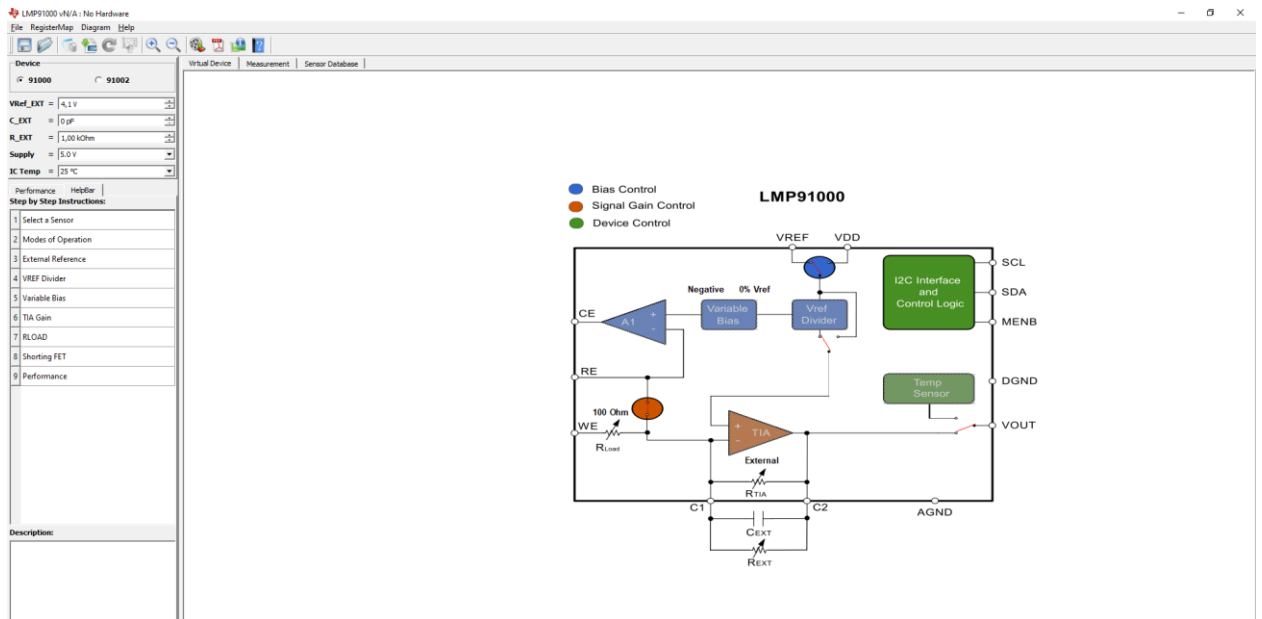 LMP91000 vN/A : No Hardware
File RegisterMap Diagram Help
Device
91000 91002
VRef_EXT = 4,1 V
C_EXT = 0 pF
R_EXT = 1,00 kOhm
Supply = 5.0 V
IC Temp = 25 °C
Performance HelpBar
Step by Step Instructions:
1 Select a Sensor
2 Modes of Operation
3 External Reference
4 VREF Divider
5 Variable Bias
6 TIA Gain
7 RLOAD
8 Shorting FET
9 Performance
Description:
Virtual Device Measurement Sensor Database
Bias Control
Signal Gain Control
Device Control
LMP91000
VREF VDD
SCL
I2C Interface
and
Control Logic
SDA
MENB
Negative 0% Vref
CE
A1
+
-
Variable
Bias
Vref
Divider
RE
Temp
Sensor
DGND
100 Ohm
WE
RLoad
+
-
TIA
VOUT
External
RTIA
C1 C2
AGND
CEXT
REXT